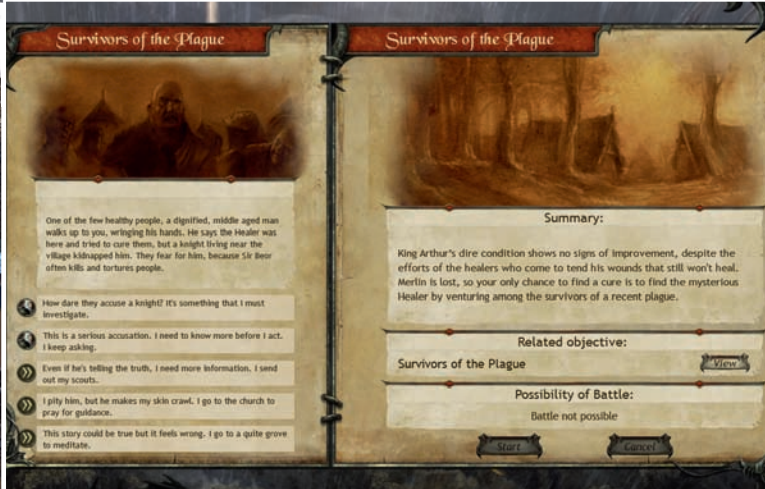 Survivors of the Plague
One of the few healthy people, a dignified, middle aged man
walks up to you, wringing his hands. He says the Healer was
here and tried to cure them, but a knight living near the
village kidnapped him. They fear for him, because Sir Beor
often kills and tortures people.
How dare they accuse a knight? It's something that I must
investigate.
This is a serious accusation. I need to know more before I act.
I keep asking.
Even if he's telling the truth, I need more information. I send
out my scouts.
I pity him, but he makes my skin crawl. I go to the church to
pray for guidance.
This story could be true but it feels wrong. I go to a quite grove
to meditate.
Survivors of the Plague
Summary:
King Arthur's dire condition shows no signs of improvement, despite the
efforts of the healers who come to tend his wounds that still won't heal.
Merlin is lost, so your only chance to find a cure is to find the mysterious
Healer by venturing among the survivors of a recent plague.
Related objective:
Survivors of the Plague View
Possibility of Battle:
Battle not possible
Start Cancel